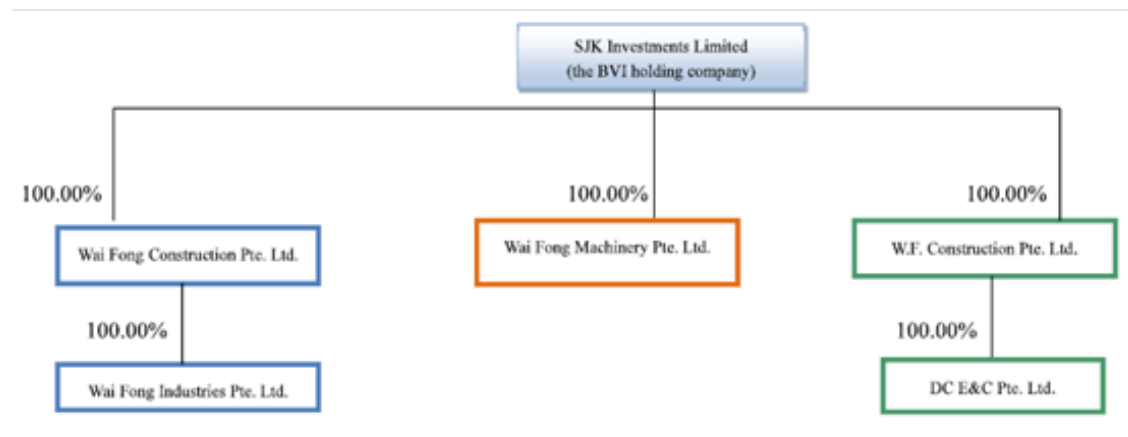 SJK Investments Limited
(the BVI holding company)
100.00%
100.00%
100.00%
Wai Fong Construction Pte. Ltd.
Wai Fong Machinery Pte. Ltd.
W.F. Construction Pte. Ltd.
100.00%
100.00%
Wai Fong Industries Pte. Ltd.
DC E&C Pte. Ltd.